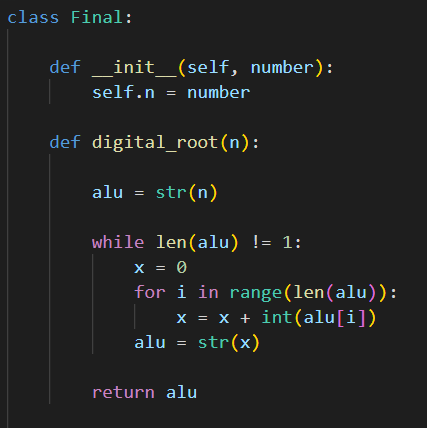 class Final:
    def __init__(self, number):
        self.n = number
    def digital_root(n):
        alu = str(n)
        while len(alu) != 1:
            x = 0
            for i in range(len(alu)):
                x = x + int(alu[i])
            alu = str(x)
        return alu